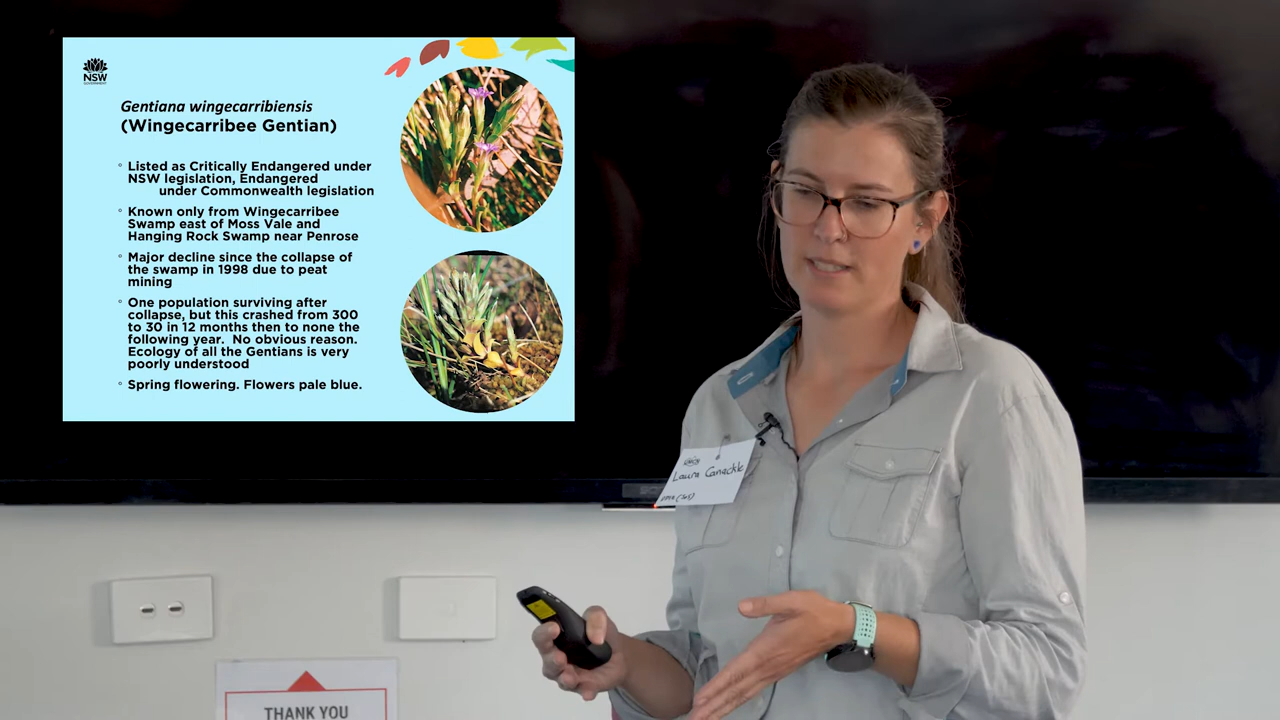 NSW
GOVERNMENT
Gentiana wingecarribiensis
(Wingecarribee Gentian)
◦ Listed as Critically Endangered under
NSW legislation, Endangered
under Commonwealth legislation
◦ Known only from Wingecarribee
Swamp east of Moss Vale and
Hanging Rock Swamp near Penrose
◦ Major decline since the collapse of
the swamp in 1998 due to peat
mining
◦ One population surviving after
collapse, but this crashed from 300
to 30 in 12 months then to none the
following year. No obvious reason.
Ecology of all the Gentians is very
poorly understood
◦ Spring flowering. Flowers pale blue.
Laura Canackle
THANK YOU